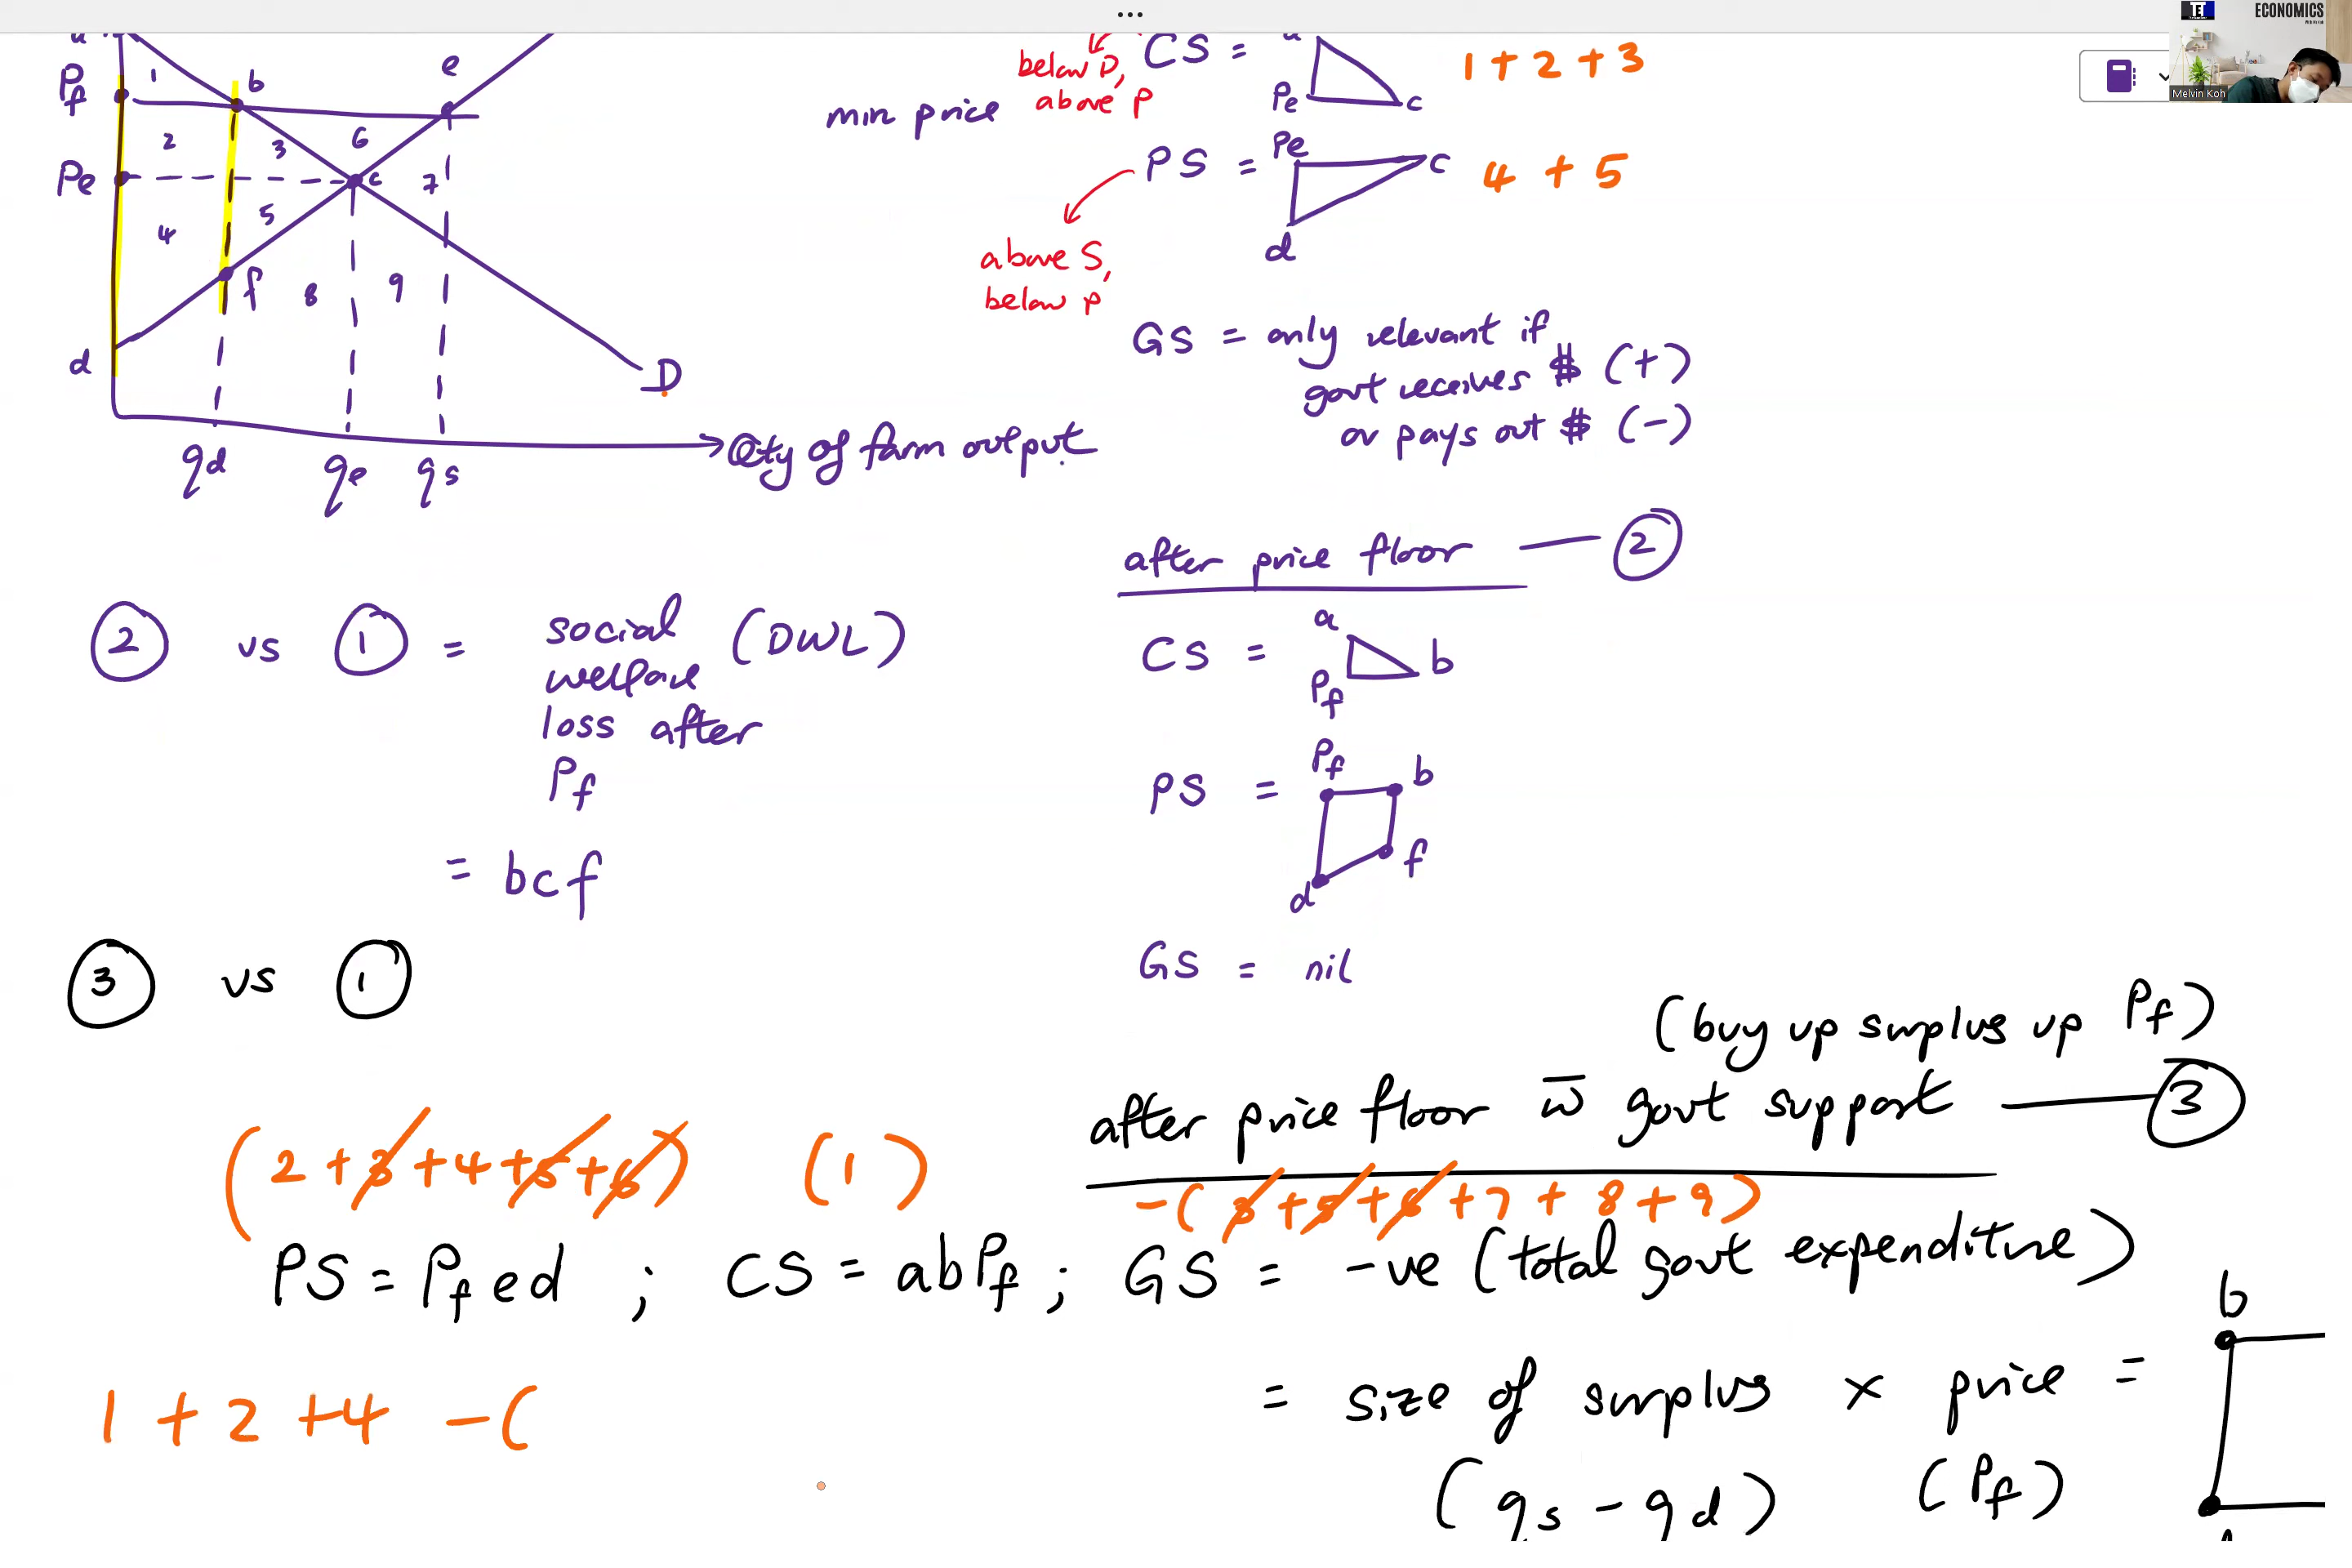 ...
ECONOMICS
Melvin Koh
a
Pf
Pe
d
1
b
e
2
3
6
c
7
4
5
f
8
9
D
qd qe qs
Qty of farm output
min price
below D,
above P
CS =
a
Pe
c
1 + 2 + 3
PS =
Pe
c
d
4 + 5
above S,
below P
GS = only relevant if
govt receives $ (+)
or pays out $ (-)
after price floor — 2
CS =
a
Pf
b
PS =
Pf
b
f
d
GS = nil
2 vs 1 = social (DWL)
welfare
loss after
Pf
= bcf
3 vs 1
(buy up surplus up Pf)
after price floor w̄ govt support — 3
(2 + 3 + 4 + 5 + 6) (1) -(3 + 5 + 6 + 7 + 8 + 9)
PS = Pf ed ; CS = abPf ; GS = -ve (total govt expenditure)
= size of surplus x price =
(qs - qd) (Pf)
b
1 + 2 + 4 - (